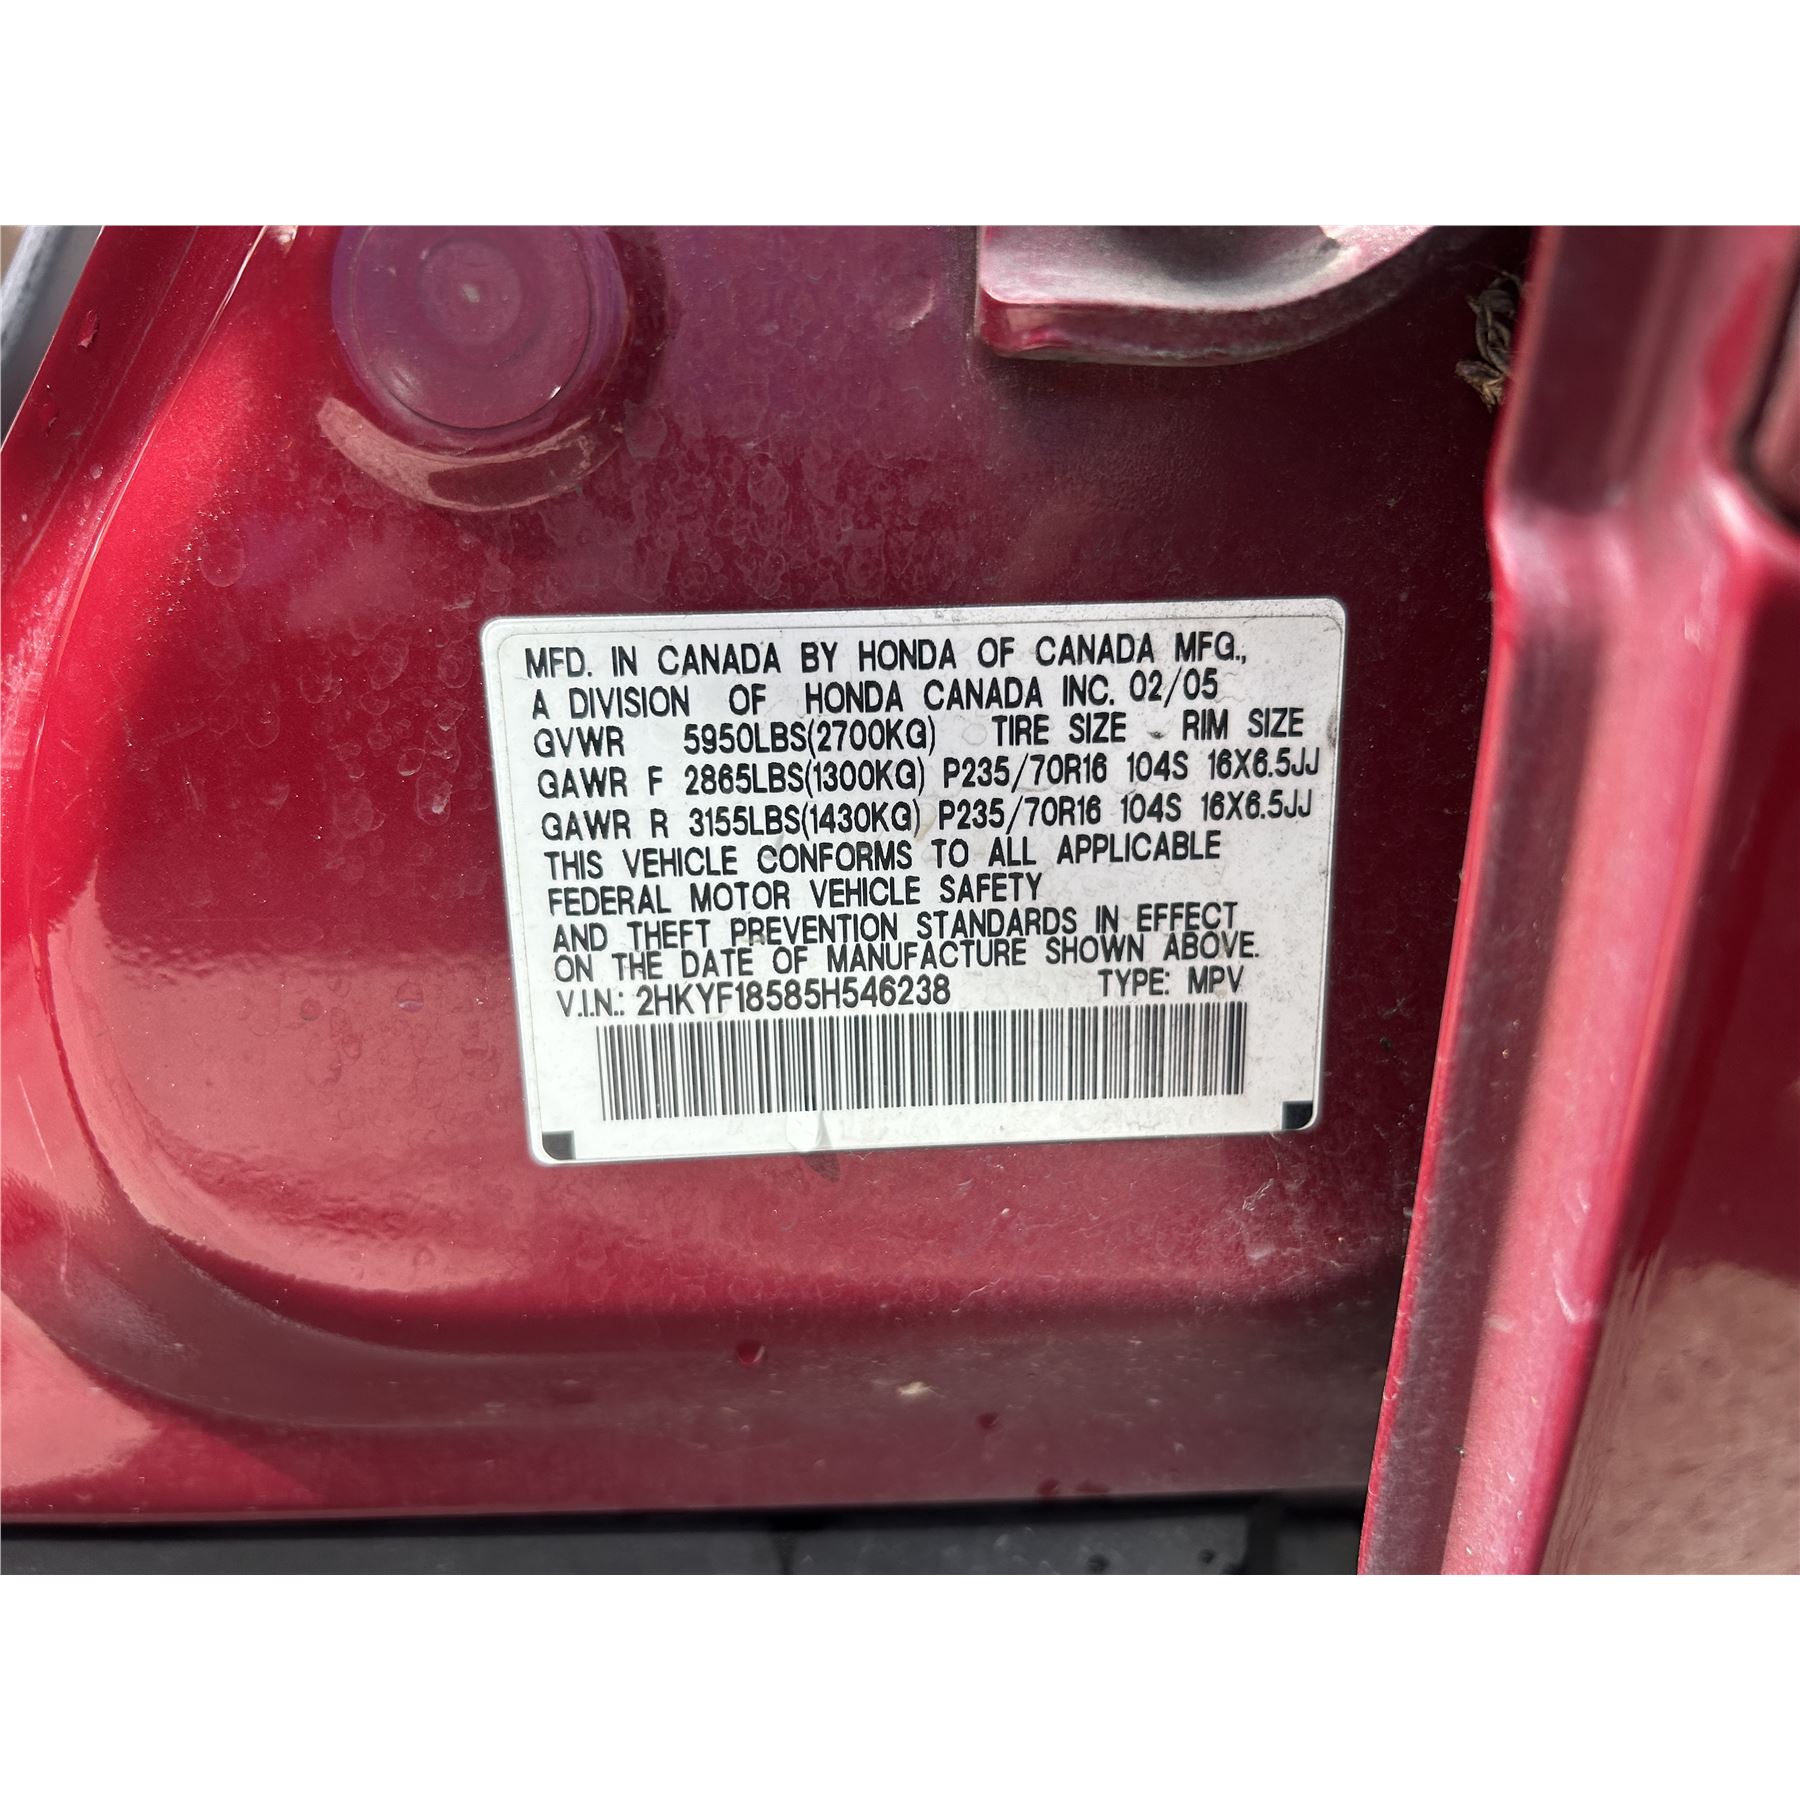 MFD. IN CANADA BY HONDA OF CANADA MFG.,
A DIVISION OF HONDA CANADA INC. 02/05
GVWR 5950LBS(2700KG) TIRE SIZE RIM SIZE
GAWR F 2865LBS(1300KG) P235/70R16 104S 16X6.5JJ
GAWR R 3155LBS(1430KG) P235/70R16 104S 16X6.5JJ
THIS VEHICLE CONFORMS TO ALL APPLICABLE
FEDERAL MOTOR VEHICLE SAFETY
AND THEFT PREVENTION STANDARDS IN EFFECT
ON THE DATE OF MANUFACTURE SHOWN ABOVE.
V.I.N.: 2HKYF18585H546238 TYPE: MPV